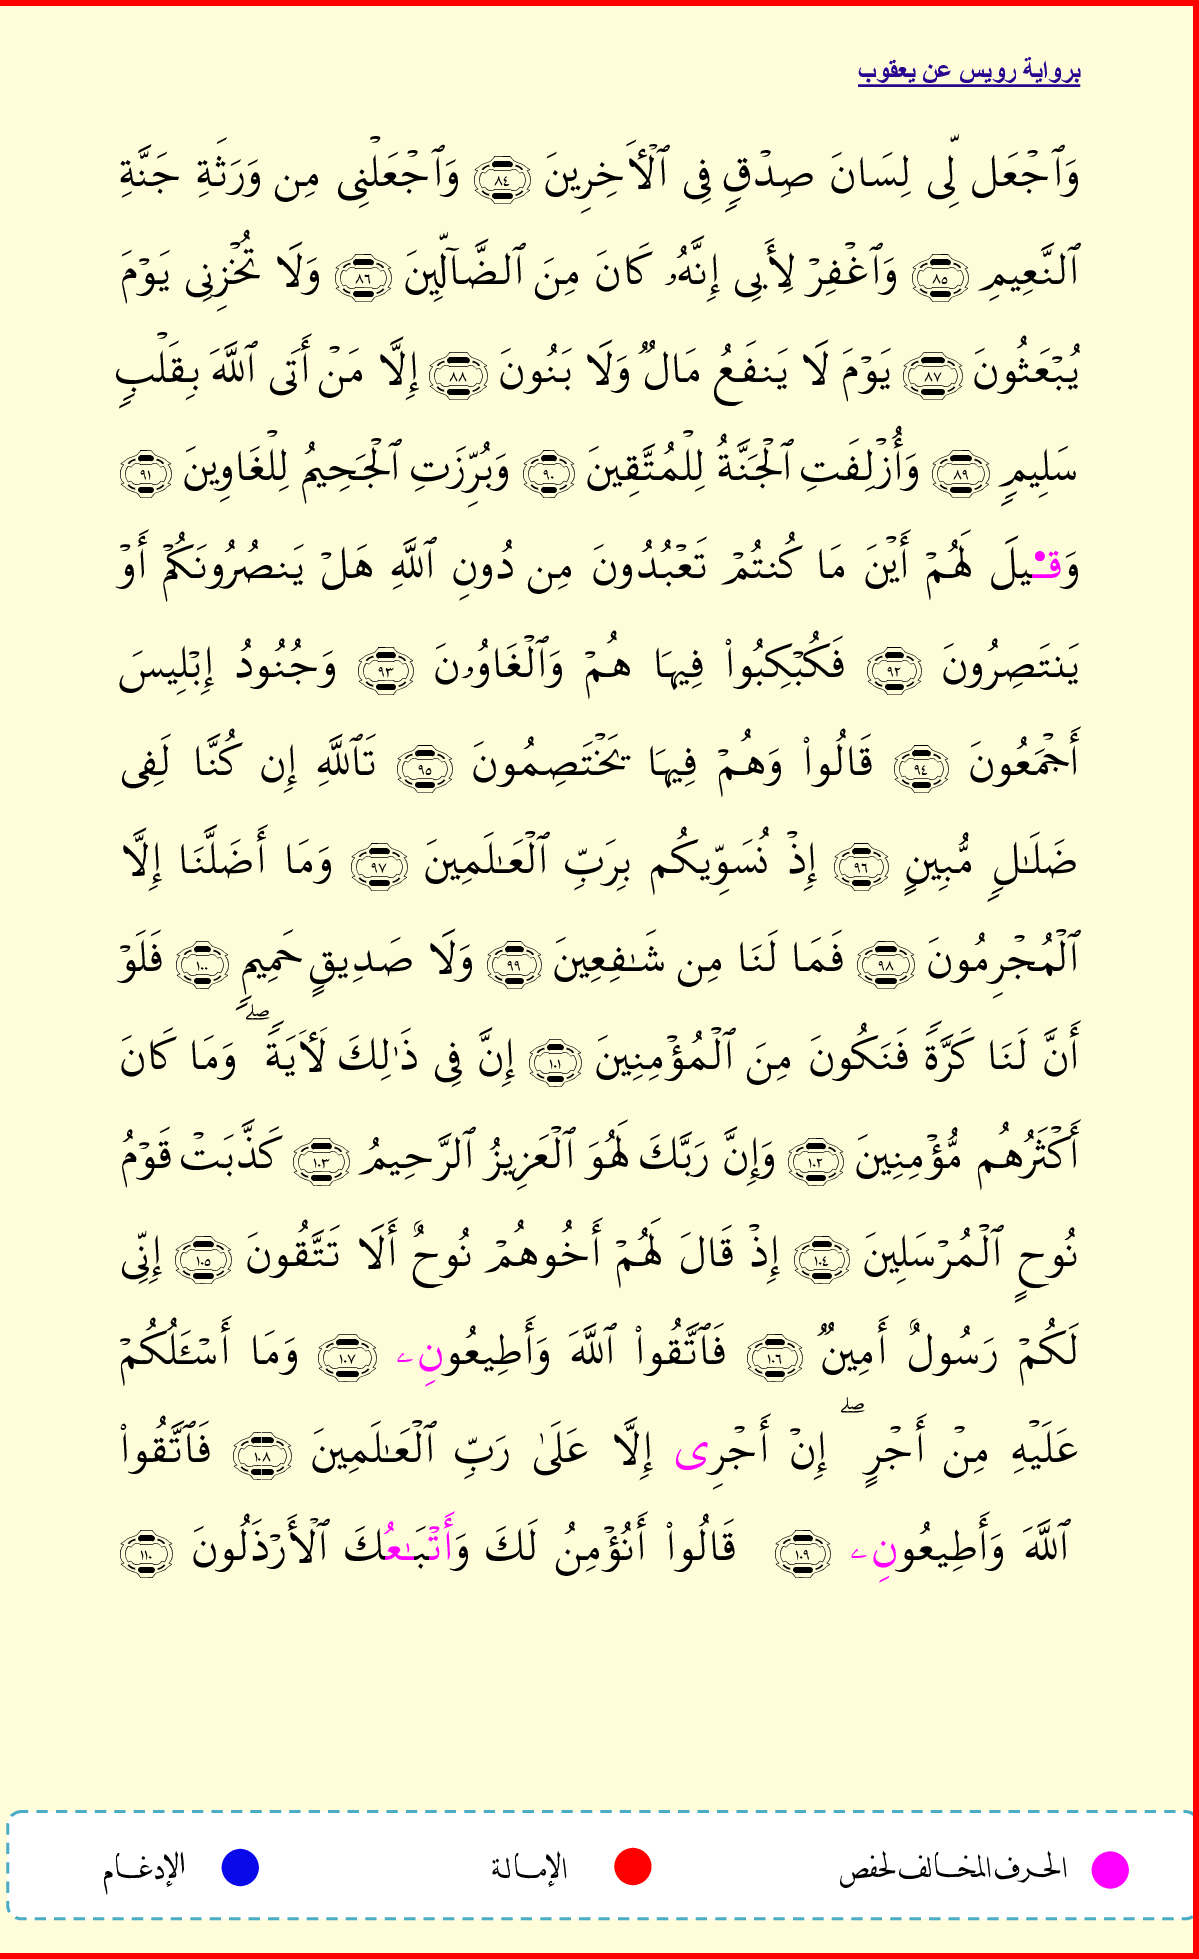 برواية رويس عن يعقوب
وَٱجۡعَل لِّی لِسَانَ صِدۡقࣲ فِی ٱلۡأَخِرِينَ ٨٤ وَٱجۡعَلۡنِی مِن وَرَثَةِ جَنَّةِ
ٱلنَّعِيمِ ٨٥ وَٱغۡفِرۡ لِأَبِی إِنَّهُۥ كَانَ مِنَ ٱلضَّآلِّينَ ٨٦ وَلَا تُخۡزِنِی يَوۡمَ
يُبۡعَثُونَ ٨٧ يَوۡمَ لَا يَنفَعُ مَالࣱ وَلَا بَنُونَ ٨٨ إِلَّا مَنۡ أَتَى ٱللَّهَ بِقَلۡبࣲ
سَلِيمࣲ ٨٩ وَأُزۡلِفَتِ ٱلۡجَنَّةُ لِلۡمُتَّقِينَ ٩٠ وَبُرِّزَتِ ٱلۡجَحِيمُ لِلۡغَاوِينَ ٩١
وَقـ۬يلَ لَهُمۡ أَيۡنَ مَا كُنتُمۡ تَعۡبُدُونَ مِن دُونِ ٱللَّهِ هَلۡ يَنصُرُونَكُمۡ أَوۡ
يَنتَصِرُونَ ٩٢ فَكُبۡكِبُوا۟ فِيهَا هُمۡ وَٱلۡغَاوُۥنَ ٩٣ وَجُنُودُ إِبۡلِيسَ
أَجۡمَعُونَ ٩٤ قَالُوا۟ وَهُمۡ فِيهَا يَخۡتَصِمُونَ ٩٥ تَٱللَّهِ إِن كُنَّا لَفِی
ضَلَـٰلࣲ مُّبِينٍ ٩٦ إِذۡ نُسَوِّيكُم بِرَبِّ ٱلۡعَـٰلَمِينَ ٩٧ وَمَا أَضَلَّنَا إِلَّا
ٱلۡمُجۡرِمُونَ ٩٨ فَمَا لَنَا مِن شَـٰفِعِينَ ٩٩ وَلَا صَدِيقٍ حَمِيمࣲ ١٠٠ فَلَوۡ
أَنَّ لَنَا كَرَّةࣰ فَنَكُونَ مِنَ ٱلۡمُؤۡمِنِينَ ١٠١ إِنَّ فِی ذَٰلِكَ لَأَيَةࣰۖ وَمَا كَانَ
أَكۡثَرُهُم مُّؤۡمِنِينَ ١٠٢ وَإِنَّ رَبَّكَ لَهُوَ ٱلۡعَزِيزُ ٱلرَّحِيمُ ١٠٣ كَذَّبَتۡ قَوۡمُ
نُوحٍ ٱلۡمُرۡسَلِينَ ١٠٤ إِذۡ قَالَ لَهُمۡ أَخُوهُمۡ نُوحٌ أَلَا تَتَّقُونَ ١٠٥ إِنِّی
لَكُمۡ رَسُولٌ أَمِينࣱ ١٠٦ فَٱتَّقُوا۟ ٱللَّهَ وَأَطِيعُونِۦ ١٠٧ وَمَا أَسۡـَٔلُكُمۡ
عَلَيۡهِ مِنۡ أَجۡرٍۖ إِنۡ أَجۡرِی إِلَّا عَلَىٰ رَبِّ ٱلۡعَـٰلَمِينَ ١٠٨ فَٱتَّقُوا۟
ٱللَّهَ وَأَطِيعُونِۦ ١٠٩ قَالُوا۟ أَنُؤۡمِنُ لَكَ وَأَتۡبَـٰعُكَ ٱلۡأَرۡذَلُونَ ١١٠
الحرف المخالف لحفص الإمالة الإدغام